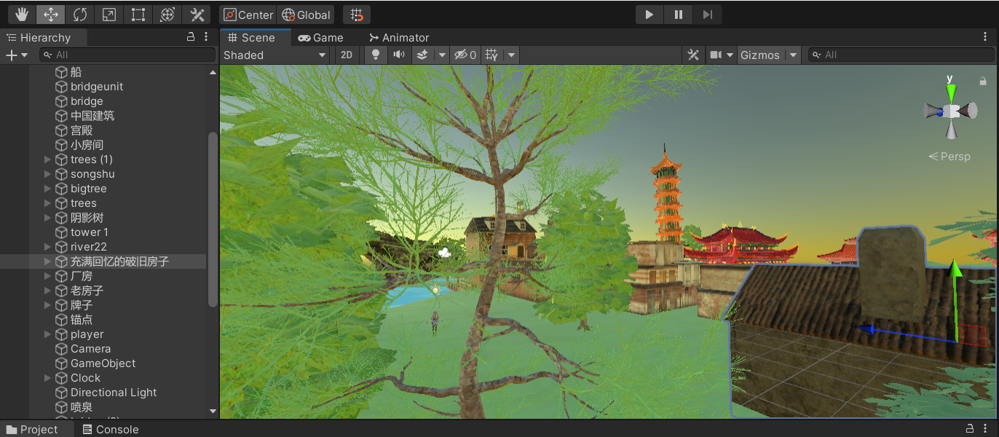 Center
Global
Hierarchy
Scene
Game
Animator
All
Shaded
2D
0
Gizmos
All
船
bridgeunit
bridge
中国建筑
宫殿
小房间
trees (1)
songshu
bigtree
trees
阴影树
tower 1
river22
充满回忆的破旧房子
厂房
老房子
牌子
锚点
player
Camera
GameObject
Clock
Directional Light
喷泉
y
Persp
Project
Console